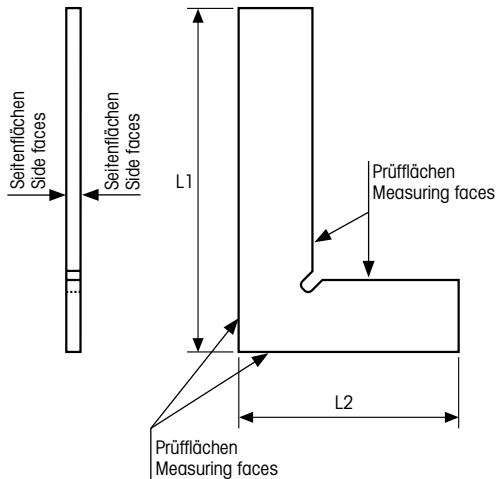 Seitenflächen
Side faces
Seitenflächen
Side faces
L1
Prüfflächen
Measuring faces
L2
Prüfflächen
Measuring faces